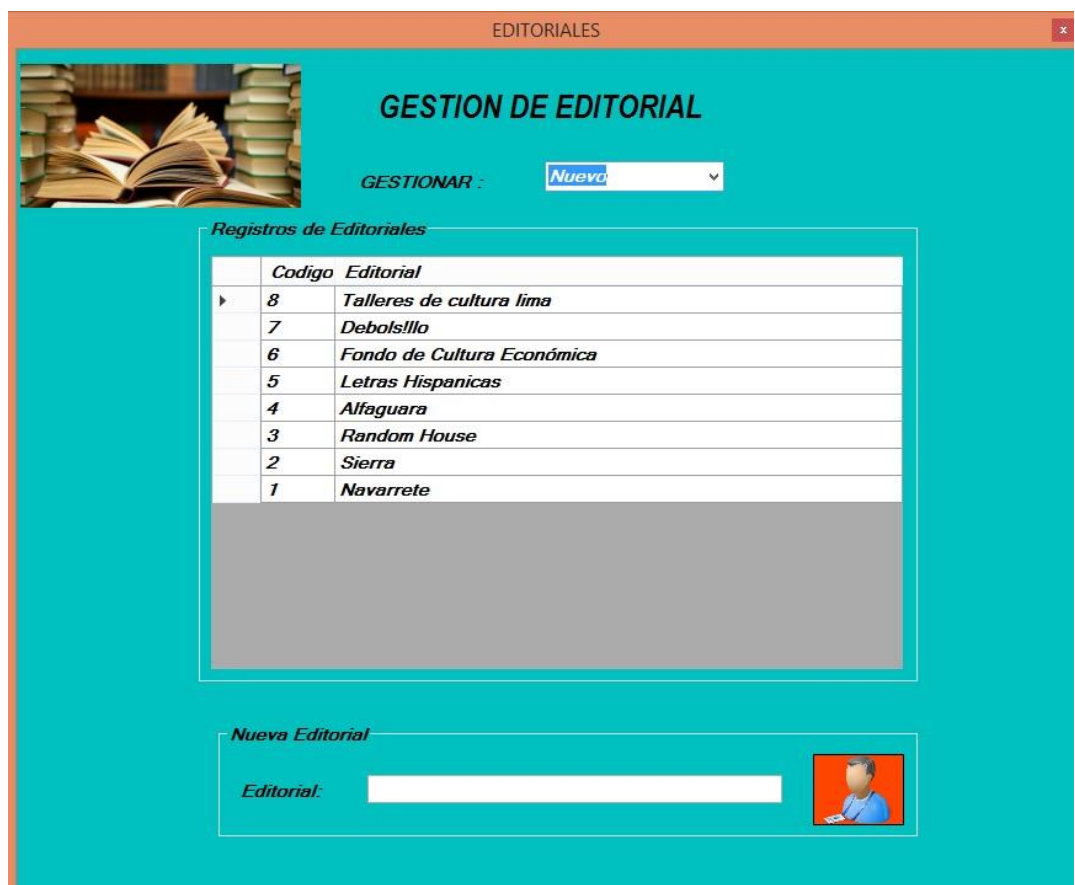 EDITORIALES
x
GESTION DE EDITORIAL
GESTIONAR : Nuevo
Registros de Editoriales
Codigo Editorial
8 Talleres de cultura lima
7 Debols!llo
6 Fondo de Cultura Económica
5 Letras Hispanicas
4 Alfaguara
3 Random House
2 Sierra
1 Navarrete
Nueva Editorial
Editorial: